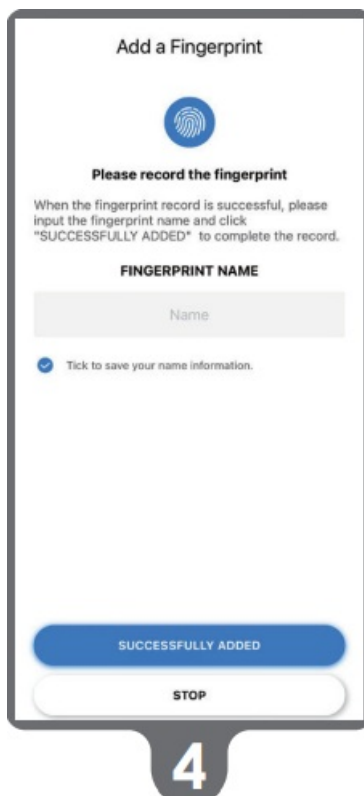 Add a Fingerprint
Please record the fingerprint
When the fingerprint record is successful, please
input the fingerprint name and click
"SUCCESSFULLY ADDED" to complete the record.
FINGERPRINT NAME
Name
Tick to save your name information.
SUCCESSFULLY ADDED
STOP
4